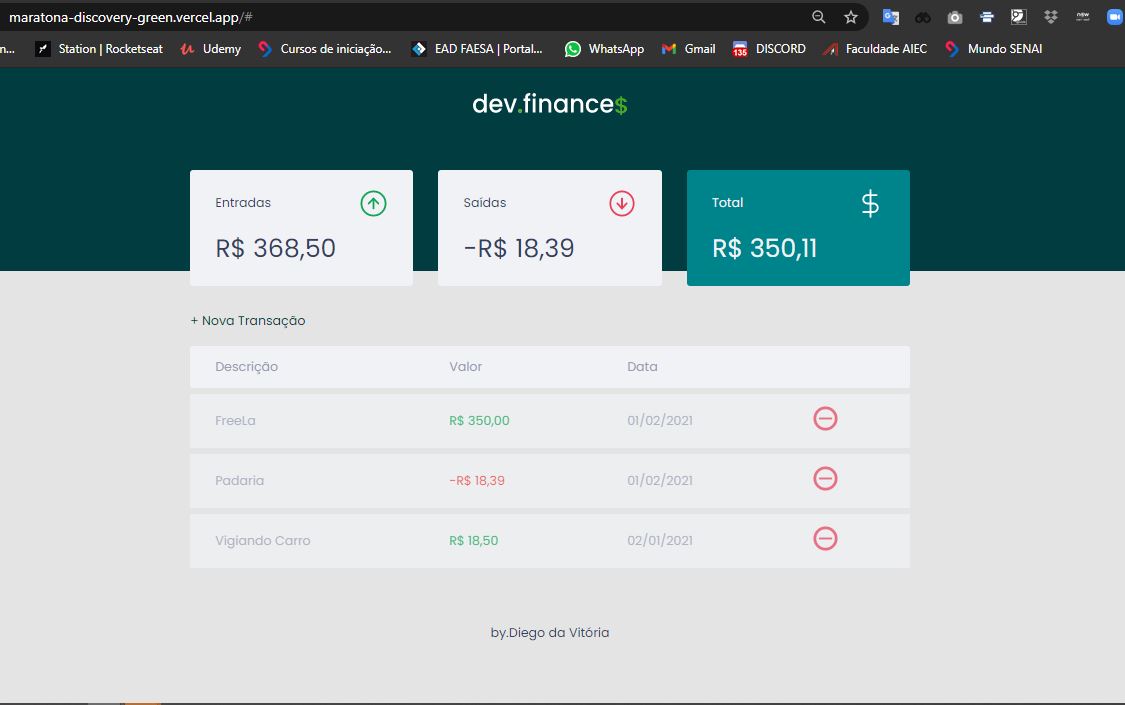 maratona-discovery-green.vercel.app/#
n... Station | Rocketseat Udemy Cursos de iniciação... EAD FAESA | Portal... WhatsApp Gmail 135 DISCORD Faculdade AIEC Mundo SENAI
dev.finance$
Entradas Saídas Total
R$ 368,50 -R$ 18,39 R$ 350,11
+ Nova Transação
Descrição Valor Data
FreeLa R$ 350,00 01/02/2021
Padaria -R$ 18,39 01/02/2021
Vigiando Carro R$ 18,50 02/01/2021
by.Diego da Vitória